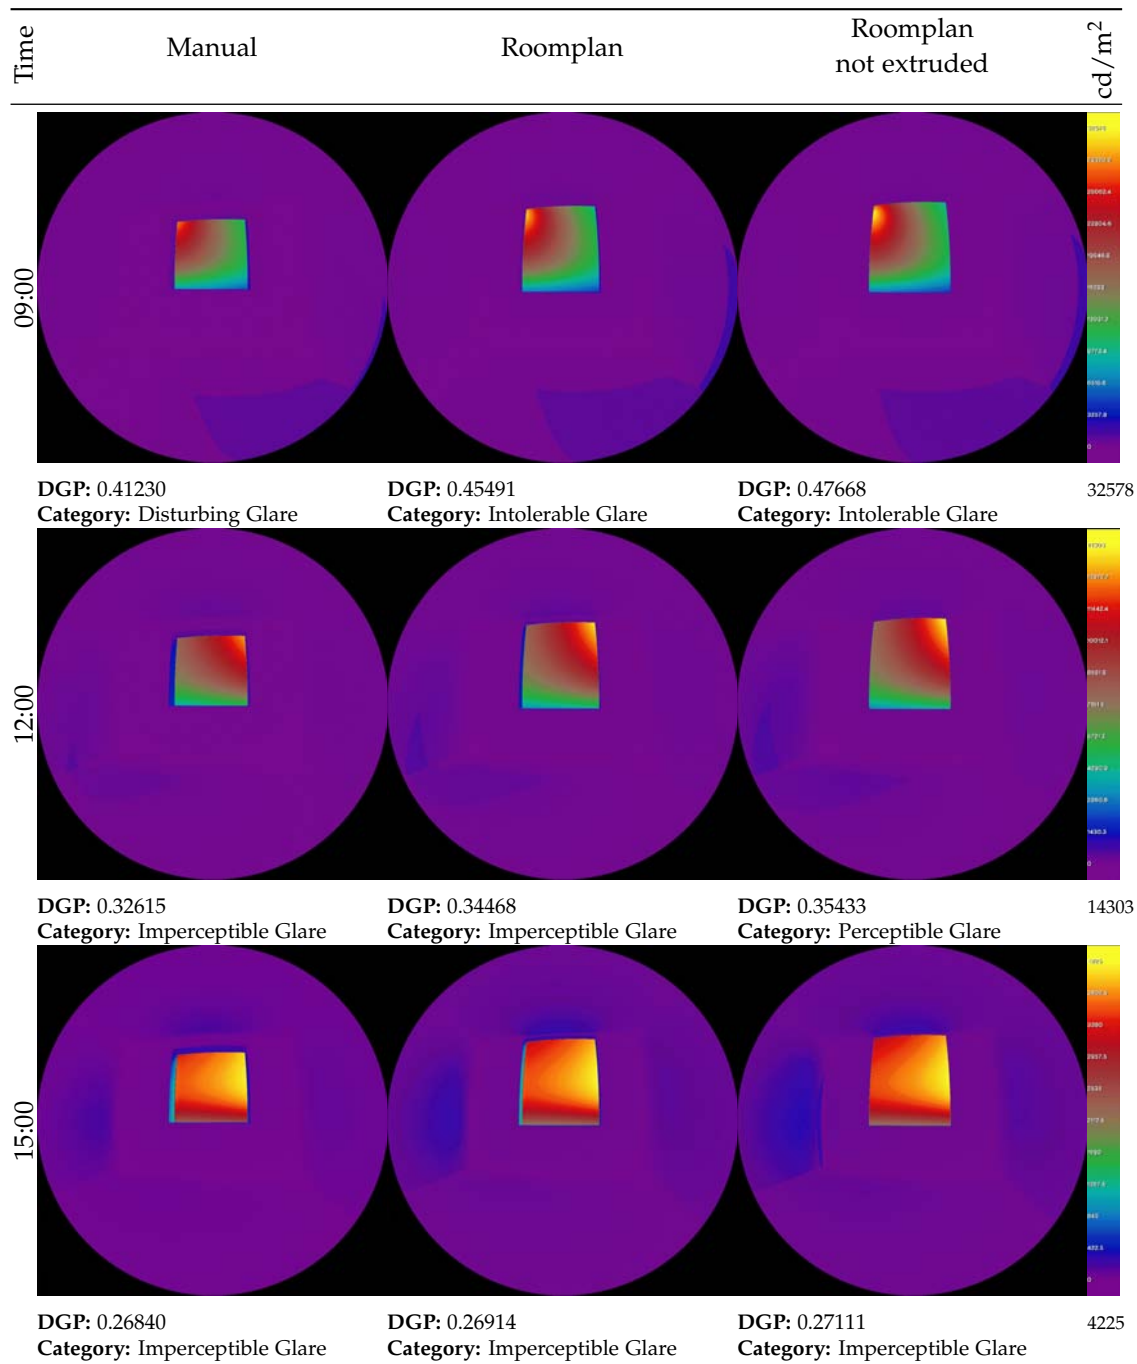 Time
Manual
Roomplan
Roomplan
not extruded
cd/m²
09:00
DGP: 0.41230
DGP: 0.45491
DGP: 0.47668
32578
Category: Disturbing Glare
Category: Intolerable Glare
Category: Intolerable Glare
12:00
DGP: 0.32615
DGP: 0.34468
DGP: 0.35433
14303
Category: Imperceptible Glare
Category: Imperceptible Glare
Category: Perceptible Glare
15:00
DGP: 0.26840
DGP: 0.26914
DGP: 0.27111
4225
Category: Imperceptible Glare
Category: Imperceptible Glare
Category: Imperceptible Glare